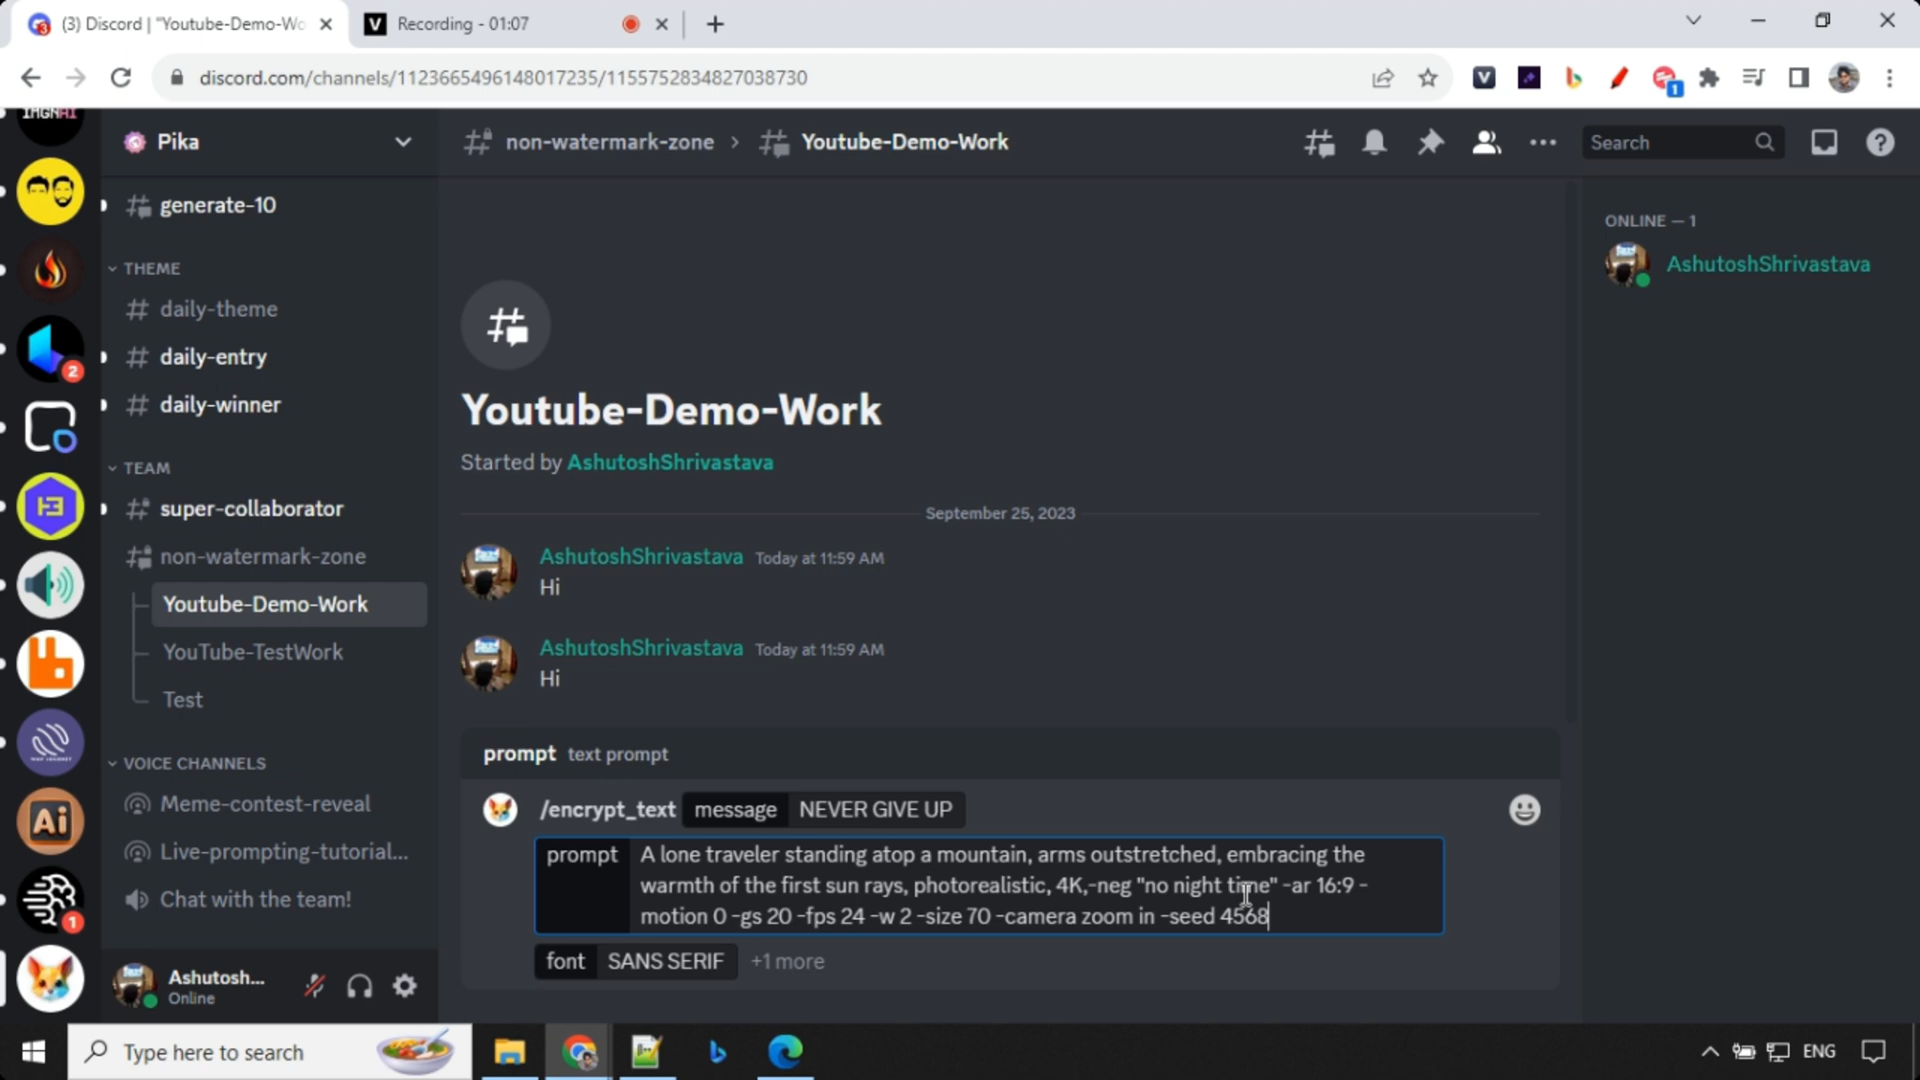 (3) Discord | "Youtube-Demo-Wo
Recording - 01:07
discord.com/channels/1123665496148017235/1155752834827038730
1
IMGNAI
Pika
non-watermark-zone > Youtube-Demo-Work
Search
generate-10
THEME
daily-theme
daily-entry
daily-winner
2
TEAM
super-collaborator
non-watermark-zone
Youtube-Demo-Work
YouTube-TestWork
Test
VOICE CHANNELS
Meme-contest-reveal
Live-prompting-tutorial...
Chat with the team!
Ai
1
Ashutosh...
Online
Youtube-Demo-Work
Started by AshutoshShrivastava
September 25, 2023
AshutoshShrivastava Today at 11:59 AM
Hi
AshutoshShrivastava Today at 11:59 AM
Hi
prompt text prompt
/encrypt_text message NEVER GIVE UP
prompt A lone traveler standing atop a mountain, arms outstretched, embracing the
warmth of the first sun rays, photorealistic, 4K,-neg "no night time" -ar 16:9 -
motion 0 -gs 20 -fps 24 -w 2 -size 70 -camera zoom in -seed 4568
font SANS SERIF +1 more
ONLINE — 1
AshutoshShrivastava
Type here to search
ENG